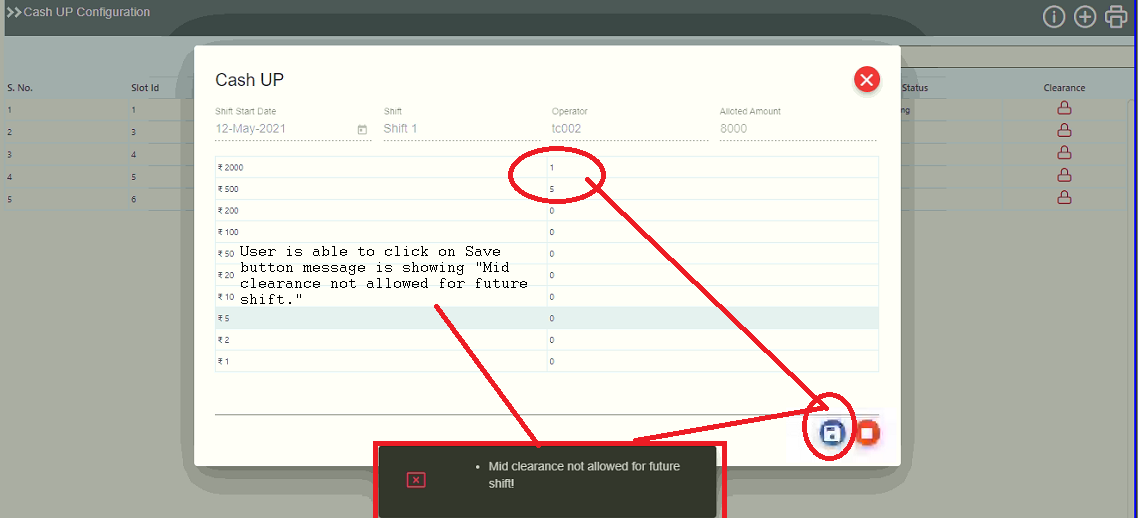 Cash UP Configuration
S. No. Slot Id Status Clearance
1 1 ng
2 3
3 4
4 5
5 6
Cash UP
Shift Start Date Shift Operator Alloted Amount
12-May-2021 Shift 1 tc002 8000
₹ 2000 1
₹ 500 5
₹ 200 0
₹ 100 0
₹ 50 0
₹ 20 0
₹ 10 0
₹ 5 0
₹ 2 0
₹ 1 0
User is able to click on Save
button message is showing "Mid
clearance not allowed for future
shift."
• Mid clearance not allowed for future
shift!